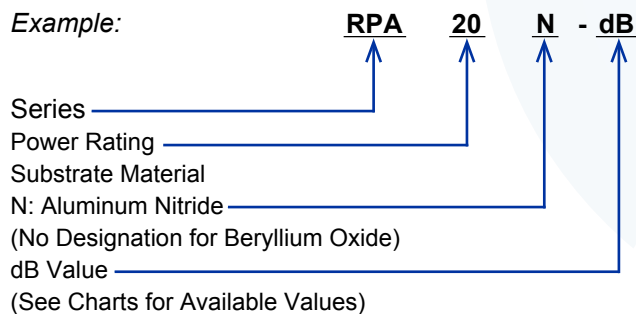 Example: RPA 20 N - dB
Series
Power Rating
Substrate Material
N: Aluminum Nitride
(No Designation for Beryllium Oxide)
dB Value
(See Charts for Available Values)